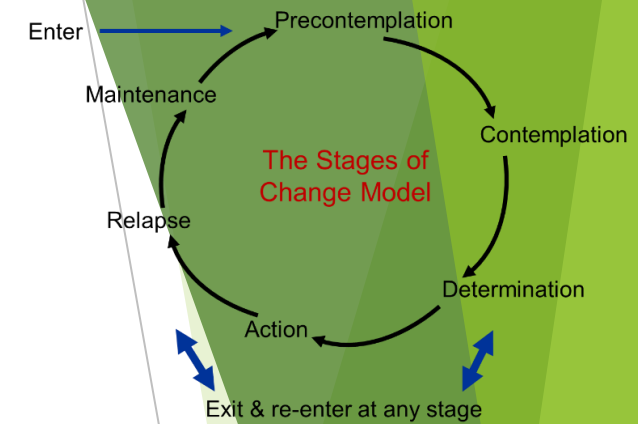 Enter
Precontemplation
Maintenance
Contemplation
The Stages of
Change Model
Relapse
Determination
Action
Exit & re-enter at any stage